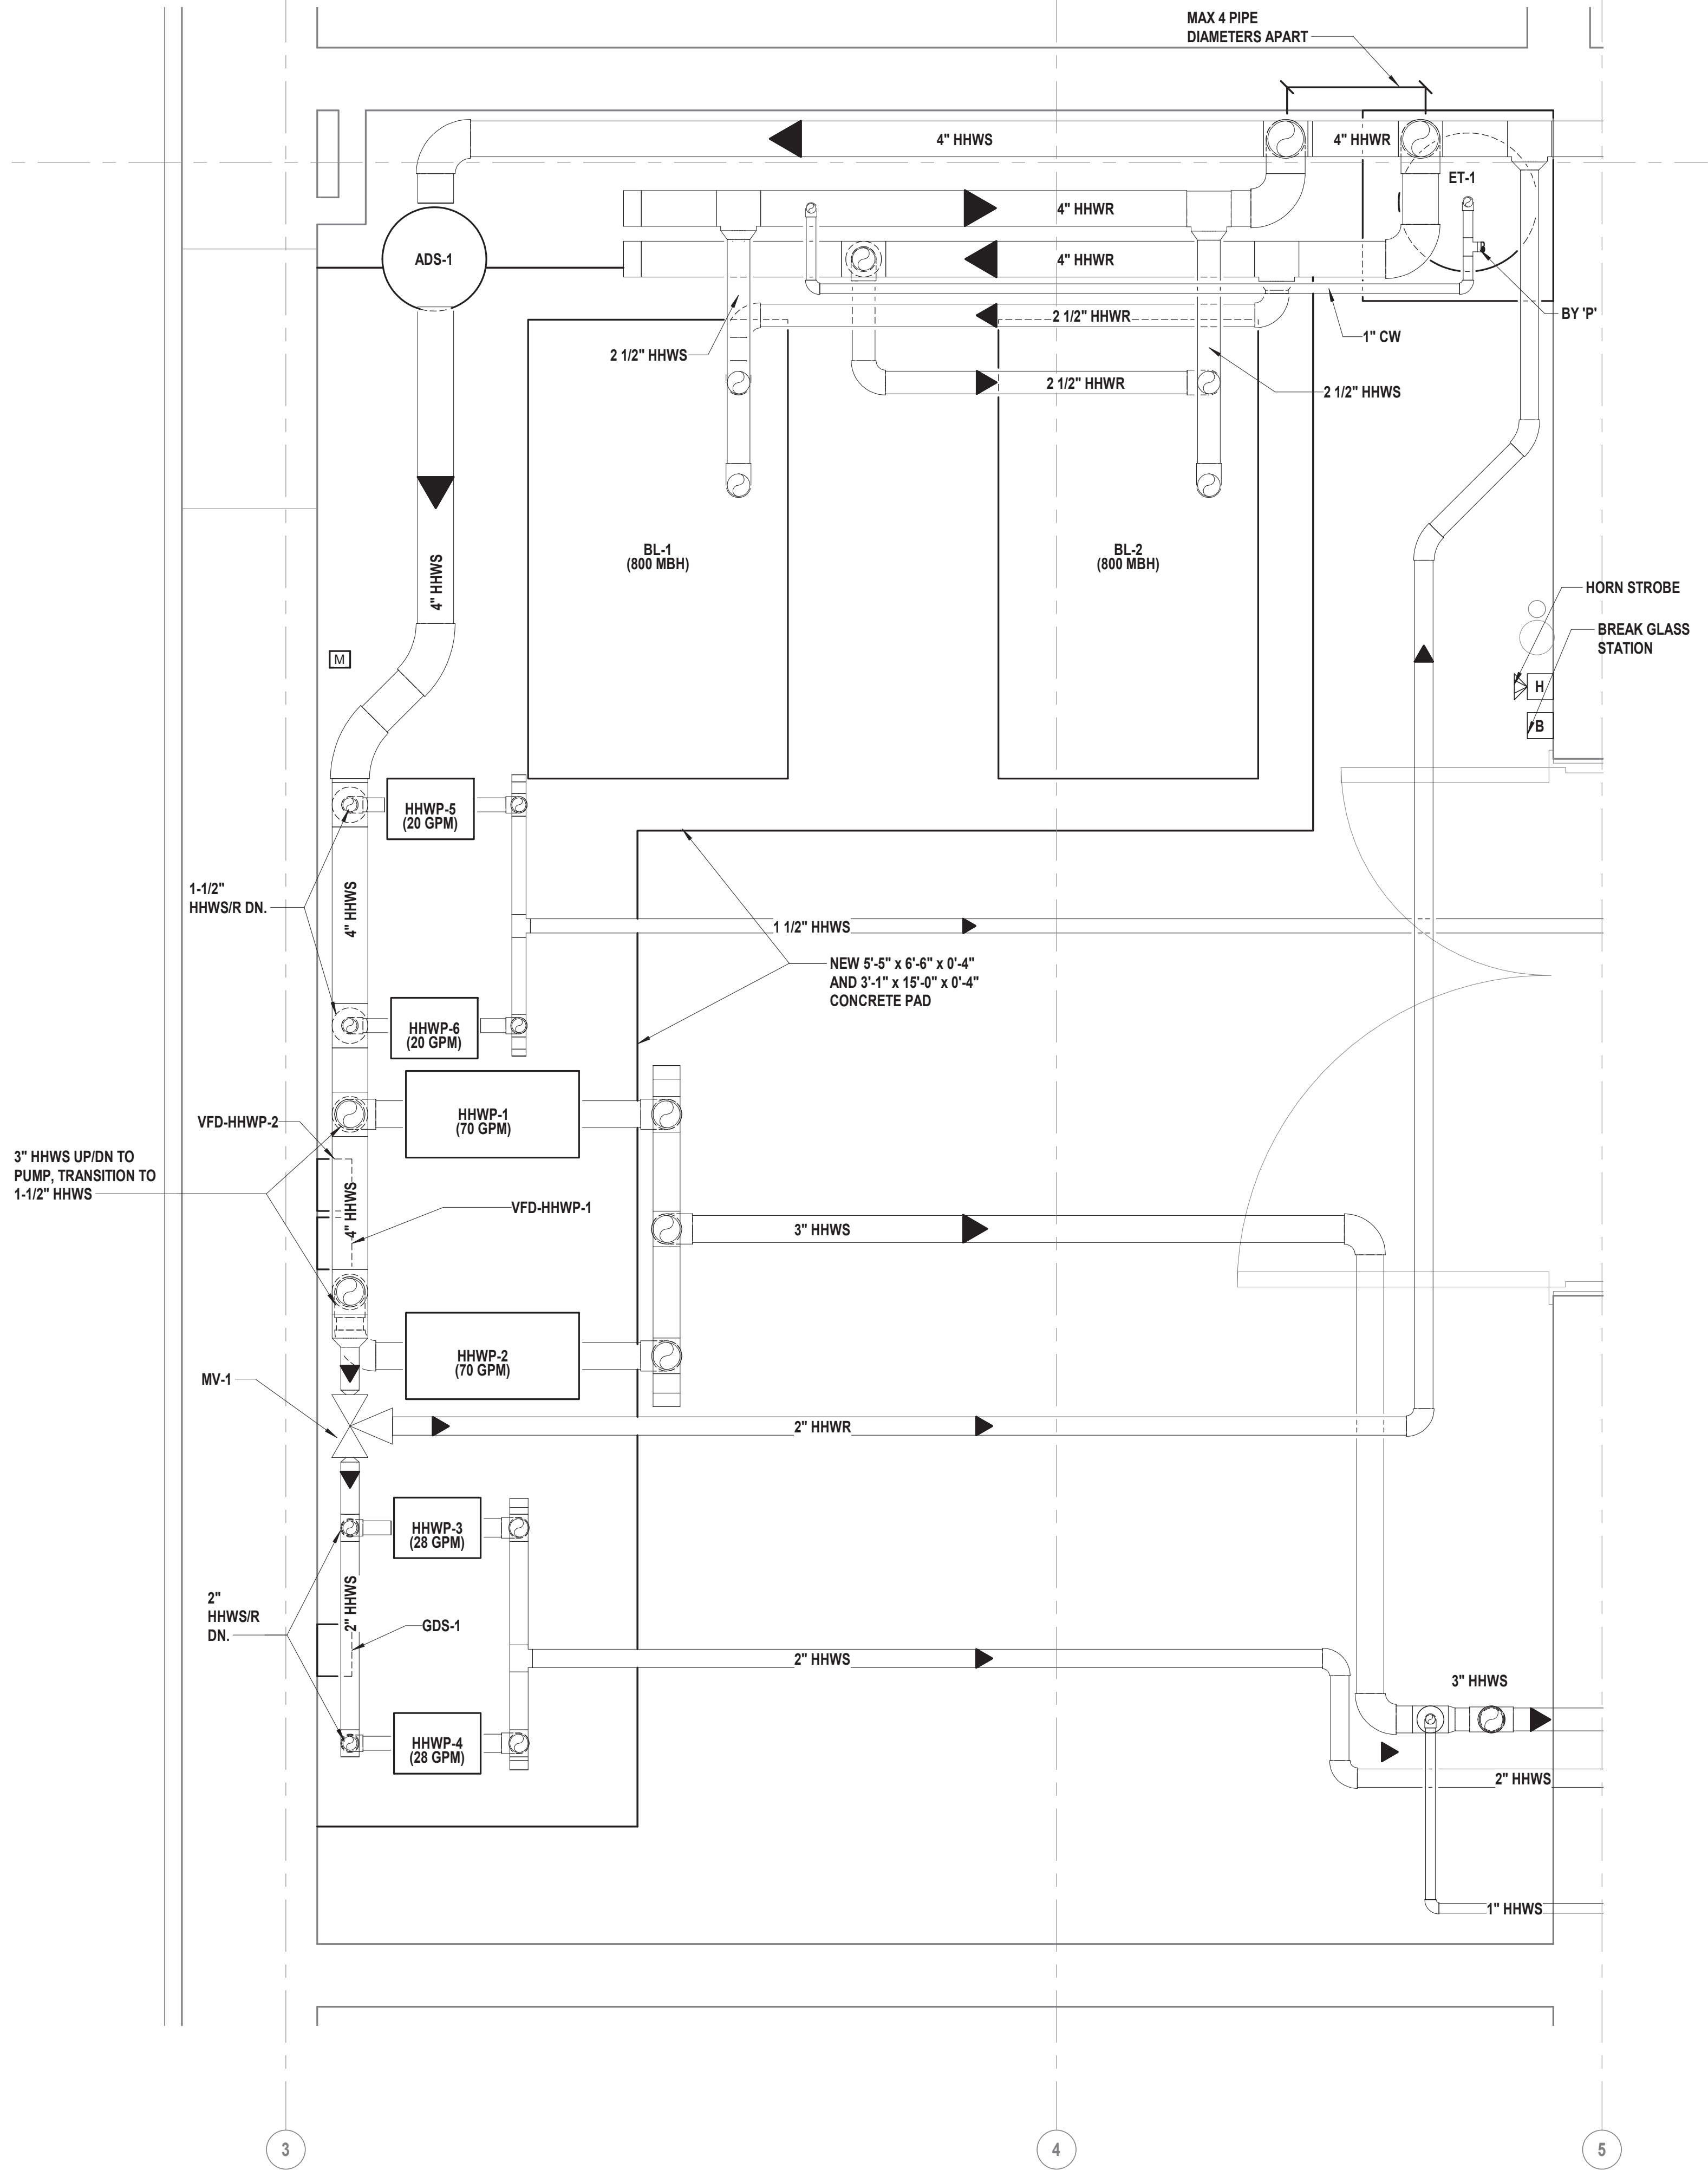 MAX 4 PIPE
DIAMETERS APART
4" HHWS
4" HHWR
ET-1
4" HHWR
ADS-1
4" HHWR
BY 'P'
2 1/2" HHWR
1" CW
2 1/2" HHWS
2 1/2" HHWR
2 1/2" HHWS
BL-1
(800 MBH)
BL-2
(800 MBH)
4" HHWS
HORN STROBE
BREAK GLASS
STATION
M
H
B
HHWP-5
(20 GPM)
1-1/2"
HHWS/R DN.
4" HHWS
1 1/2" HHWS
NEW 5'-5" x 6'-6" x 0'-4"
AND 3'-1" x 15'-0" x 0'-4"
CONCRETE PAD
HHWP-6
(20 GPM)
VFD-HHWP-2
HHWP-1
(70 GPM)
3" HHWS UP/DN TO
PUMP, TRANSITION TO
1-1/2" HHWS
4" HHWS
VFD-HHWP-1
3" HHWS
HHWP-2
(70 GPM)
MV-1
2" HHWR
HHWP-3
(28 GPM)
2"
HHWS/R
DN.
2" HHWS
GDS-1
2" HHWS
3" HHWS
HHWP-4
(28 GPM)
2" HHWS
1" HHWS
3
4
5